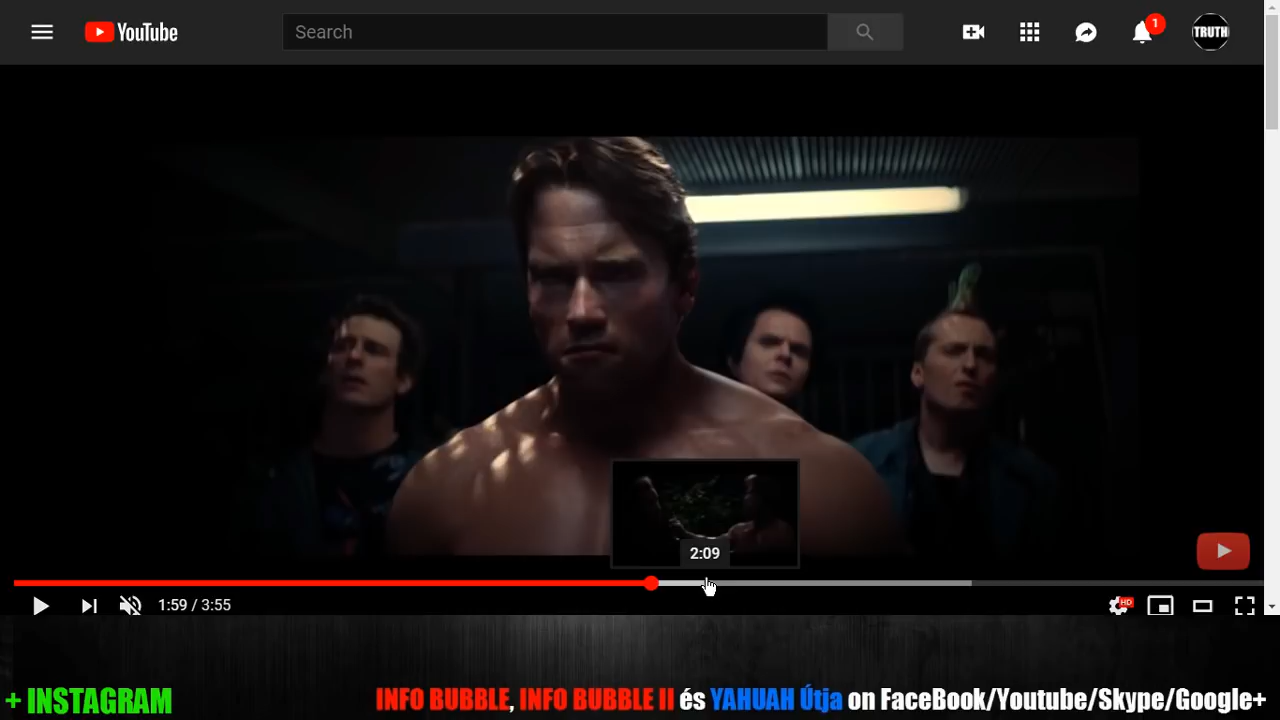 YouTube
Search
1
TRUTH
2:09
1:59 / 3:55
HD
+ INSTAGRAM
INFO BUBBLE, INFO BUBBLE II és YAHUAH Útja on FaceBook/Youtube/Skype/Google+